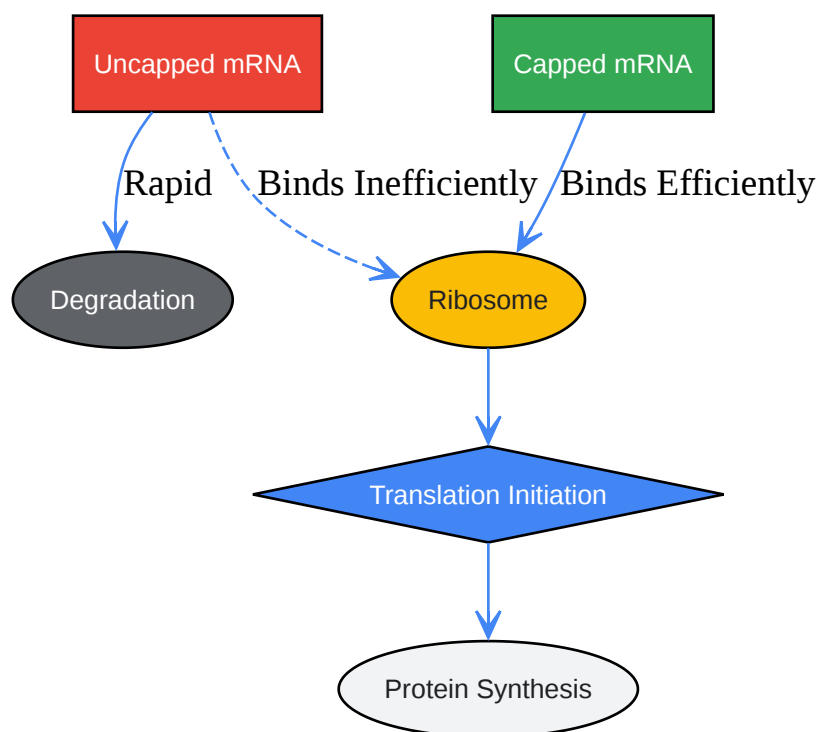 Uncapped mRNA
Capped mRNA
Rapid
Binds Inefficiently
Binds Efficiently
Degradation
Ribosome
Translation Initiation
Protein Synthesis